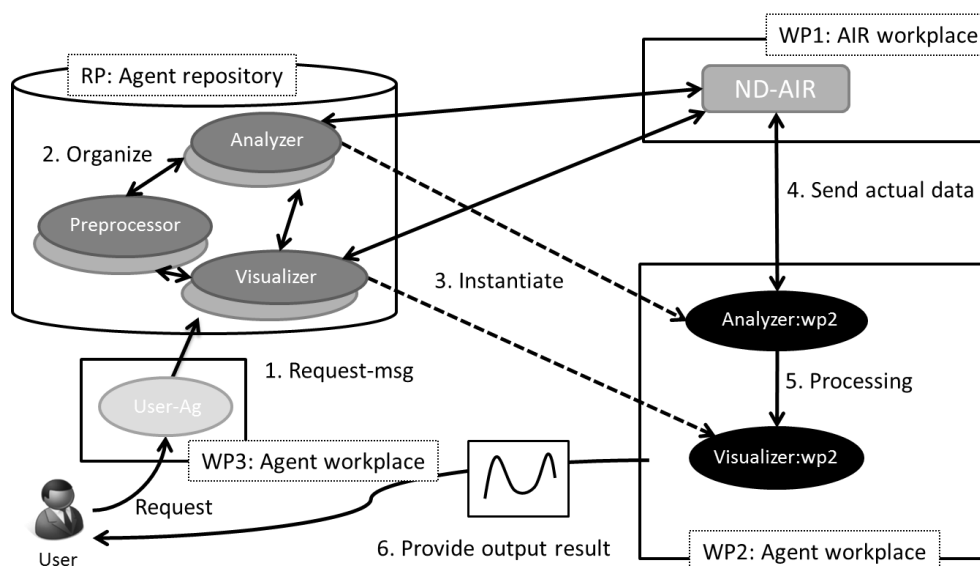 WP1: AIR workplace
RP: Agent repository
ND-AIR
Analyzer
2. Organize
4. Send actual data
Preprocessor
Visualizer
3. Instantiate
Analyzer:wp2
1. Request-msg
5. Processing
User-Ag
WP3: Agent workplace
Visualizer:wp2
Request
User
6. Provide output result
WP2: Agent workplace